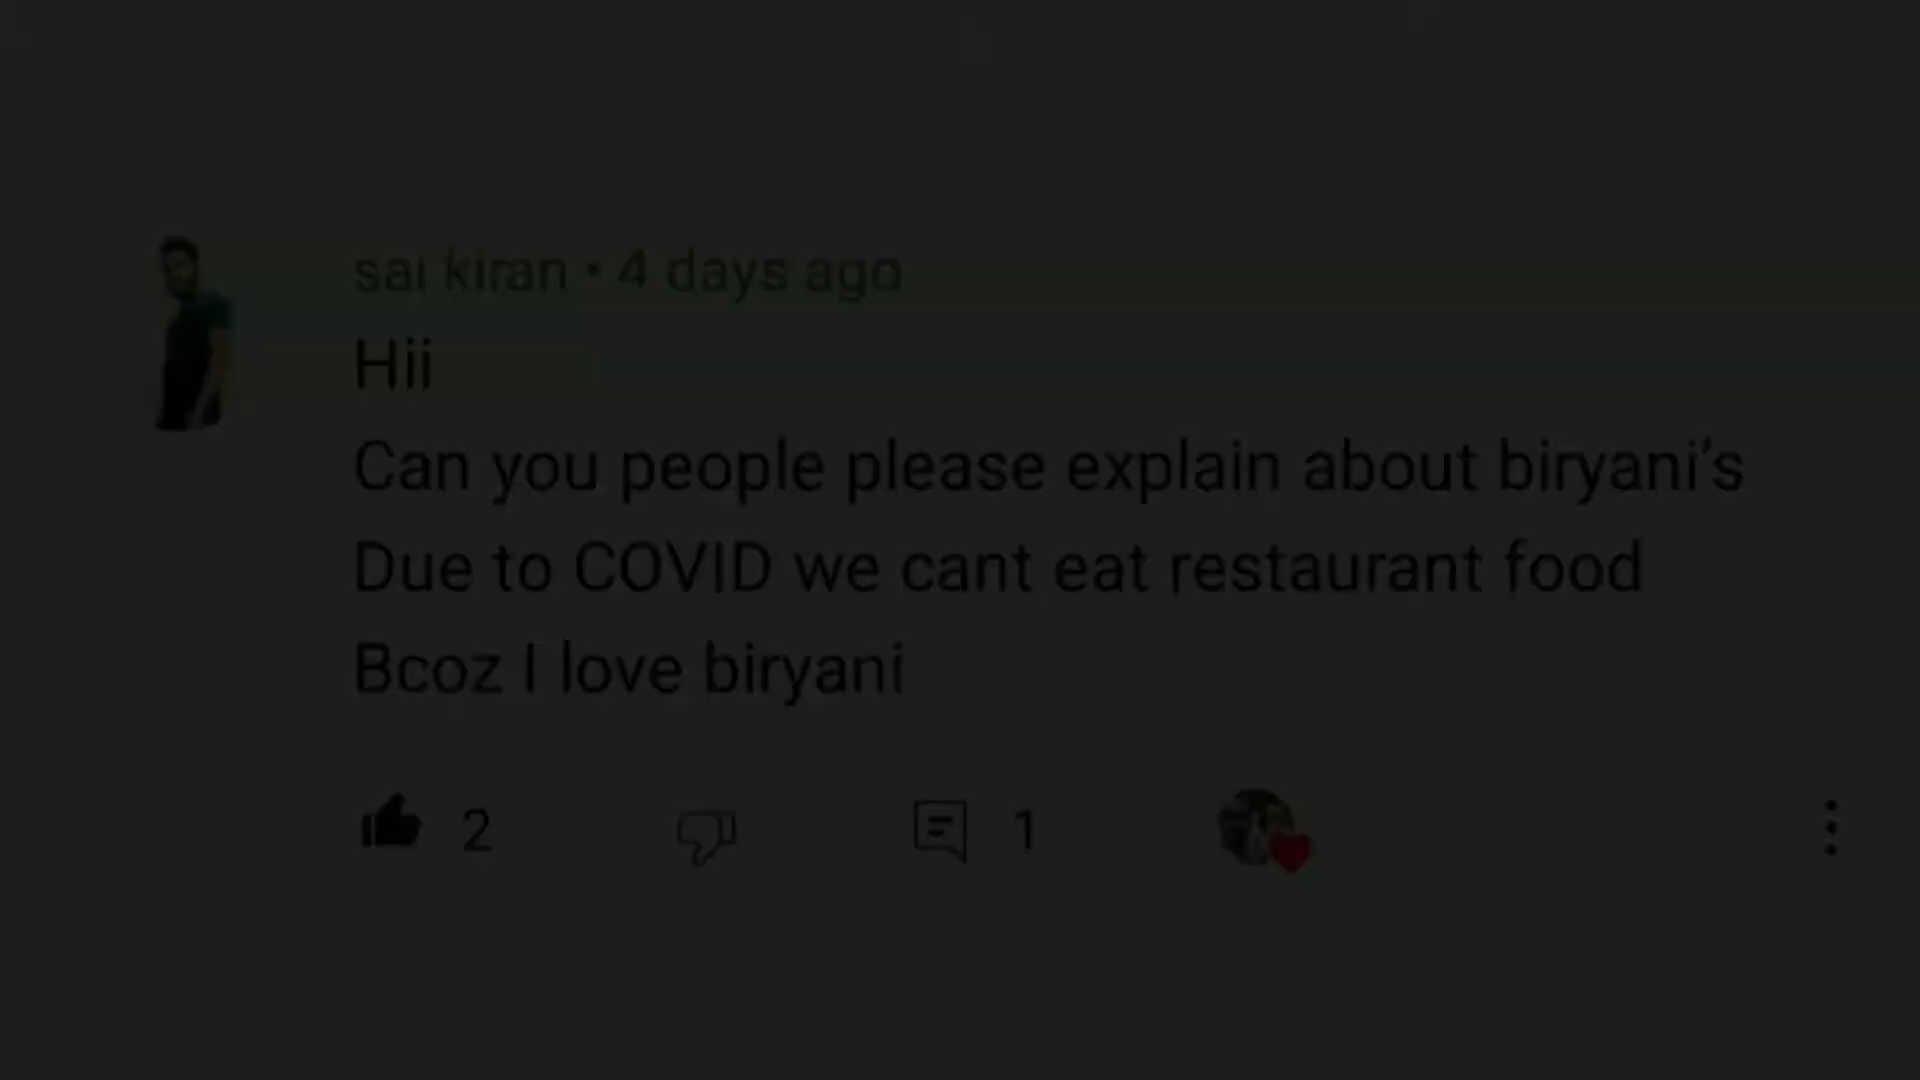 sai kiran • 4 days ago
Hii
Can you people please explain about biryani's
Due to COVID we cant eat restaurant food
Bcoz I love biryani
2 1